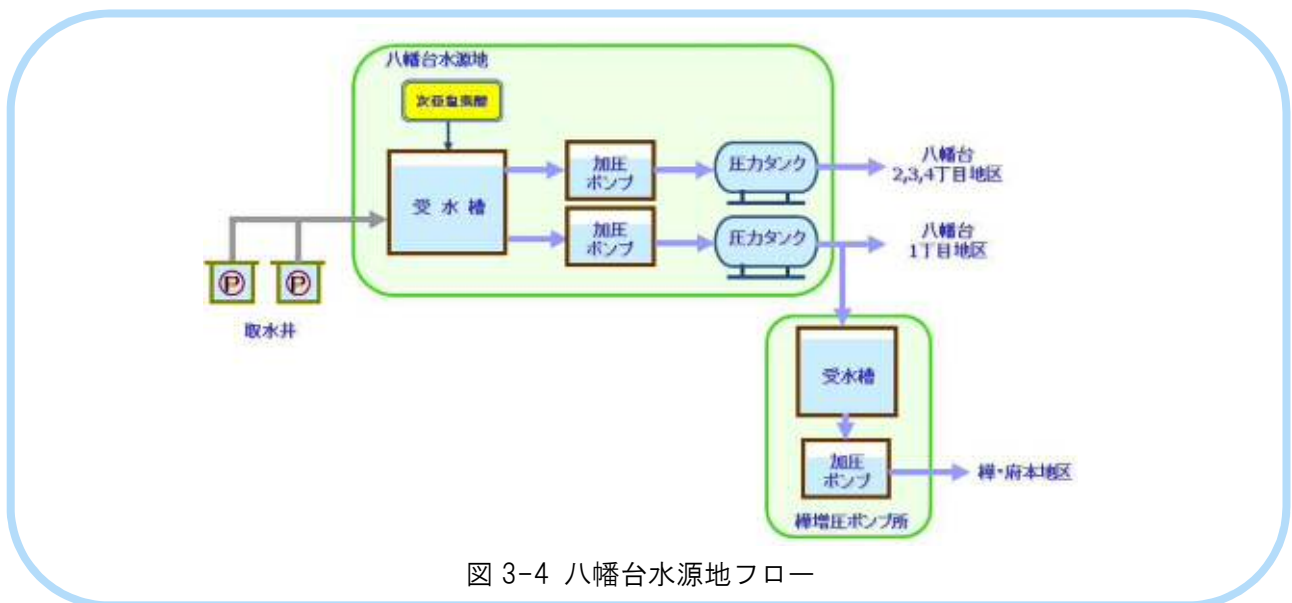 八幡台水源地
次亜塩素酸
受水槽
加圧
ポンプ
圧力タンク
八幡台
2,3,4丁目地区
加圧
ポンプ
圧力タンク
八幡台
1丁目地区
P
P
取水井
受水槽
加圧
ポンプ
樺・府本地区
樺増圧ポンプ所
図 3-4 八幡台水源地フロー